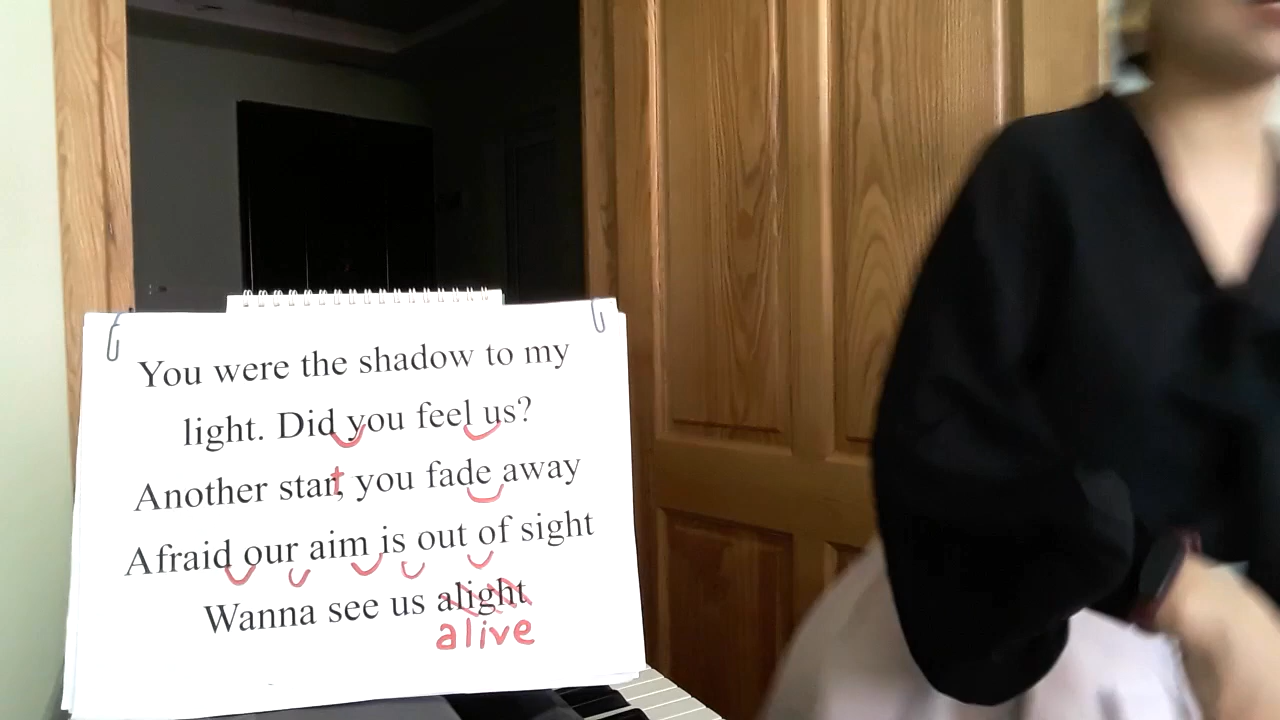 You were the shadow to my
light. Did you feel us?
Another start, you fade away
Afraid our aim is out of sight
Wanna see us alight
alive